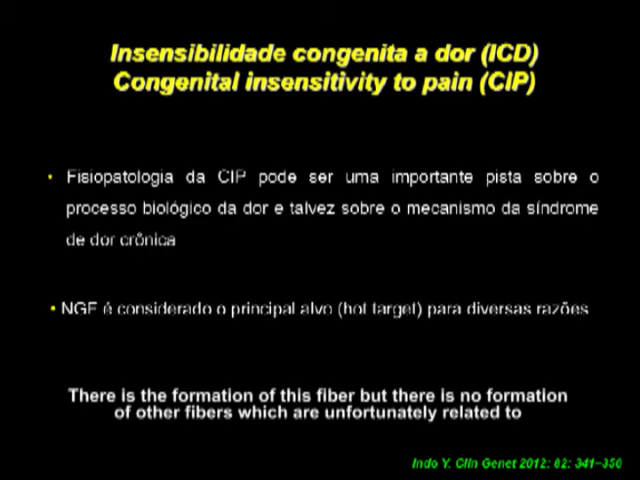 Insensibilidade congenita a dor (ICD)
Congenital insensitivity to pain (CIP)
• Fisiopatologia da CIP pode ser uma importante pista sobre o
processo biológico da dor e talvez sobre o mecanismo da síndrome
de dor crônica
• NGF é considerado o principal alvo (hot target) para diversas razões
There is the formation of this fiber but there is no formation
of other fibers which are unfortunately related to
Indo Y. Clin Genet 2012: 82: 341–350